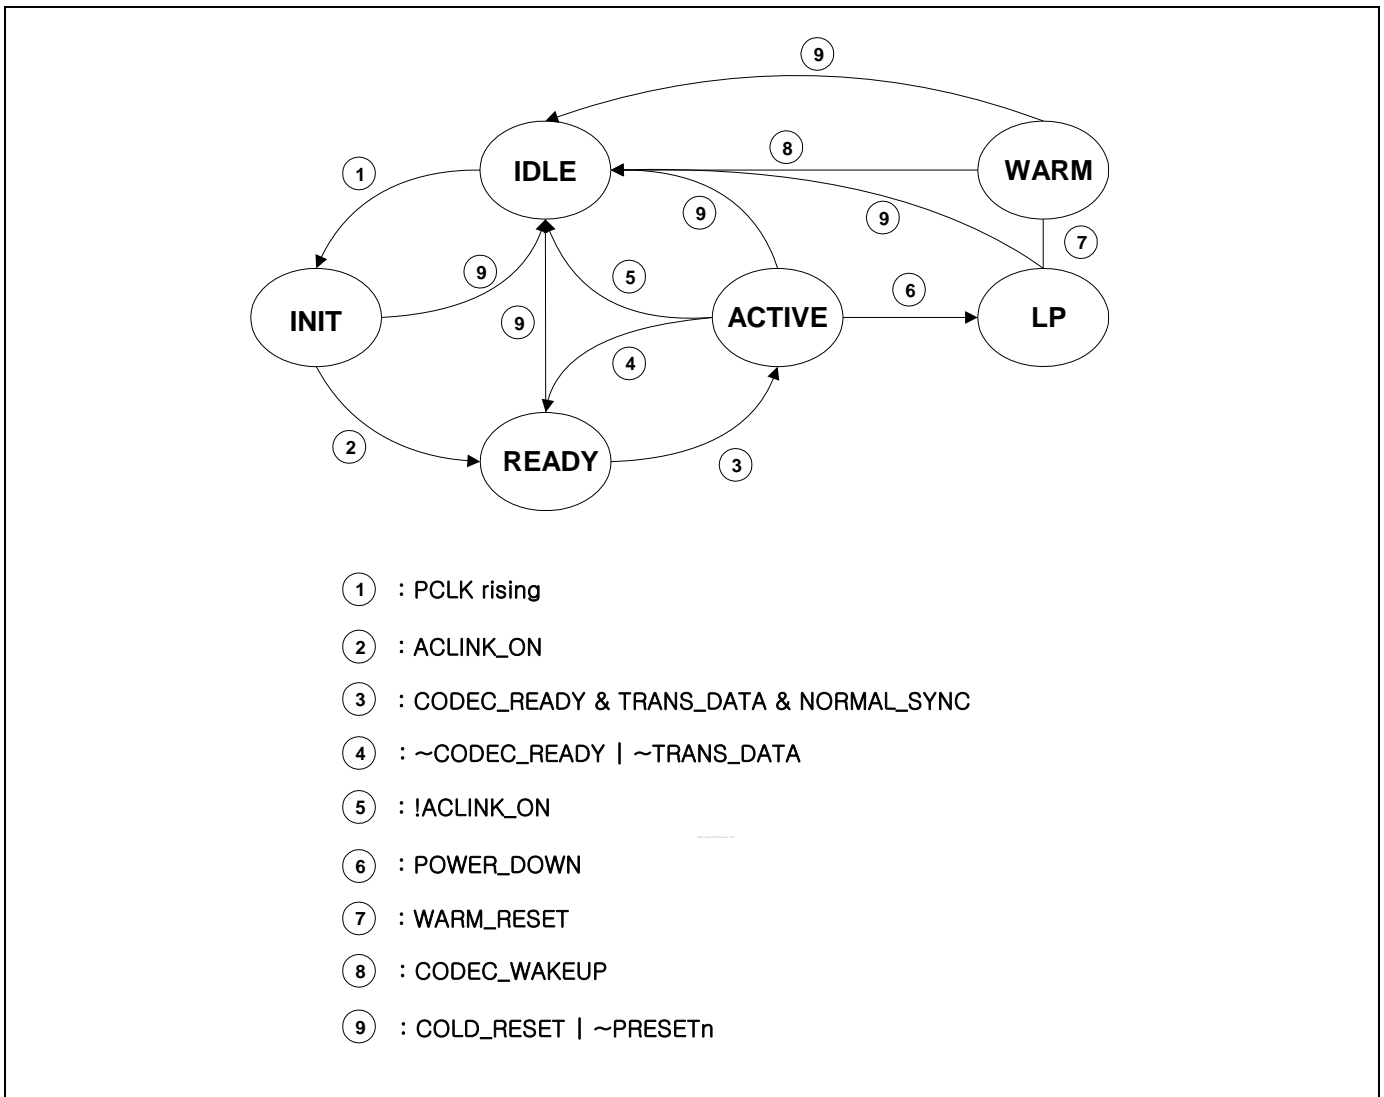 9
IDLE
8
WARM
1
9
9
7
9
5
6
INIT
9
ACTIVE
LP
4
2
READY
3
1 : PCLK rising
2 : ACLINK_ON
3 : CODEC_READY & TRANS_DATA & NORMAL_SYNC
4 : ~CODEC_READY | ~TRANS_DATA
5 : !ACLINK_ON
6 : POWER_DOWN
7 : WARM_RESET
8 : CODEC_WAKEUP
9 : COLD_RESET | ~PRESETn